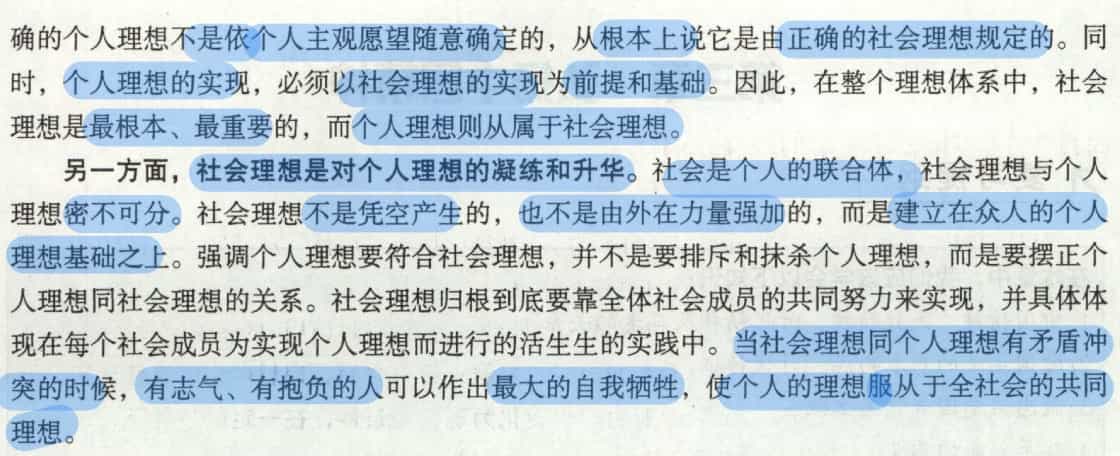 确的个人理想不是依个人主观愿望随意确定的，从根本上说它是由正确的社会理想规定的。同
时，个人理想的实现，必须以社会理想的实现为前提和基础。因此，在整个理想体系中，社会
理想是最根本、最重要的，而个人理想则从属于社会理想。
另一方面，社会理想是对个人理想的凝练和升华。社会是个人的联合体，社会理想与个人
理想密不可分。社会理想不是凭空产生的，也不是由外在力量强加的，而是建立在众人的个人
理想基础之上。强调个人理想要符合社会理想，并不是要排斥和抹杀个人理想，而是要摆正个
人理想同社会理想的关系。社会理想归根到底要靠全体社会成员的共同努力来实现，并具体体
现在每个社会成员为实现个人理想而进行的活生生的实践中。当社会理想同个人理想有矛盾冲
突的时候，有志气、有抱负的人可以作出最大的自我牺牲，使个人的理想服从于全社会的共同
理想。